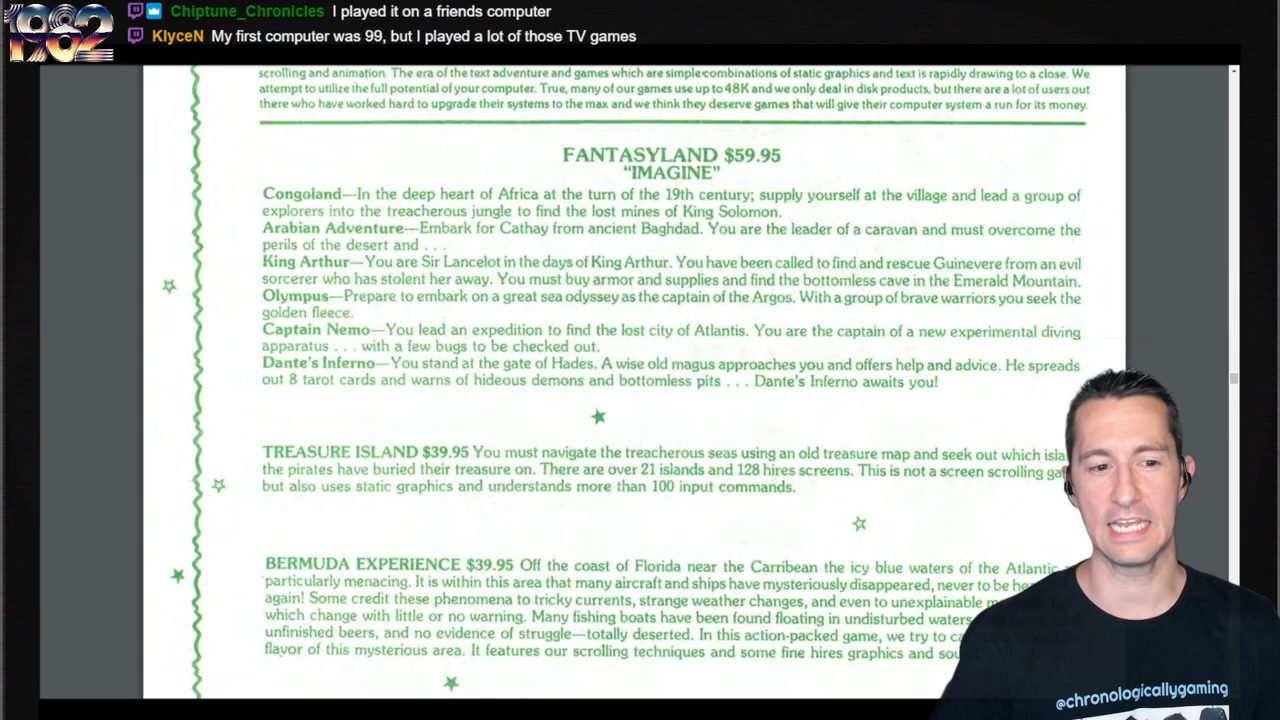 1982
Chiptune_Chronicles I played it on a friends computer
KlyceN My first computer was 99, but I played a lot of those TV games
scrolling and animation. The era of the text adventure and games which are simple combinations of static graphics and text is rapidly drawing to a close. We
attempt to utilize the full potential of your computer. True, many of our games use up to 48K and we only deal in disk products, but there are a lot of users out
there who have worked hard to upgrade their systems to the max and we think they deserve games that will give their computer system a run for its money.
FANTASYLAND $59.95
“IMAGINE”
Congoland—In the deep heart of Africa at the turn of the 19th century; supply yourself at the village and lead a group of
explorers into the treacherous jungle to find the lost mines of King Solomon.
Arabian Adventure—Embark for Cathay from ancient Baghdad. You are the leader of a caravan and must overcome the
perils of the desert and . . .
King Arthur—You are Sir Lancelot in the days of King Arthur. You have been called to find and rescue Guinevere from an evil
sorcerer who has stolent her away. You must buy armor and supplies and find the bottomless cave in the Emerald Mountain.
Olympus—Prepare to embark on a great sea odyssey as the captain of the Argos. With a group of brave warriors you seek the
golden fleece.
Captain Nemo—You lead an expedition to find the lost city of Atlantis. You are the captain of a new experimental diving
apparatus . . . with a few bugs to be checked out.
Dante's Inferno—You stand at the gate of Hades. A wise old magus approaches you and offers help and advice. He spreads
out 8 tarot cards and warns of hideous demons and bottomless pits . . . Dante's Inferno awaits you!
TREASURE ISLAND $39.95 You must navigate the treacherous seas using an old treasure map and seek out which
the pirates have buried their treasure on. There are over 21 islands and 128 hires screens. This is not a screen scrolling
but also uses static graphics and understands more than 100 input commands.
BERMUDA EXPERIENCE $39.95 Off the coast of Florida near the Carribean the icy blue waters of the Atlantic
particularly menacing. It is within this area that many aircraft and ships have mysteriously disappeared, never to be
again! Some credit these phenomena to tricky currents, strange weather changes, and even to unexplainable
which change with little or no warning. Many fishing boats have been found floating in undisturbed waters
unfinished beers, and no evidence of struggle—totally deserted. In this action-packed game, we try to
flavor of this mysterious area. It features our scrolling techniques and some fine hires graphics and
@chronologicallygaming